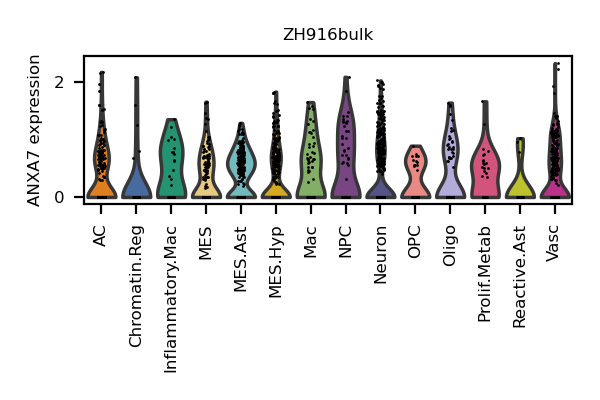 ZH916bulk
ANXA7 expression
2
0
AC
Chromatin.Reg
Inflammatory.Mac
MES
MES.Ast
MES.Hyp
Mac
NPC
Neuron
OPC
Oligo
Prolif.Metab
Reactive.Ast
Vasc